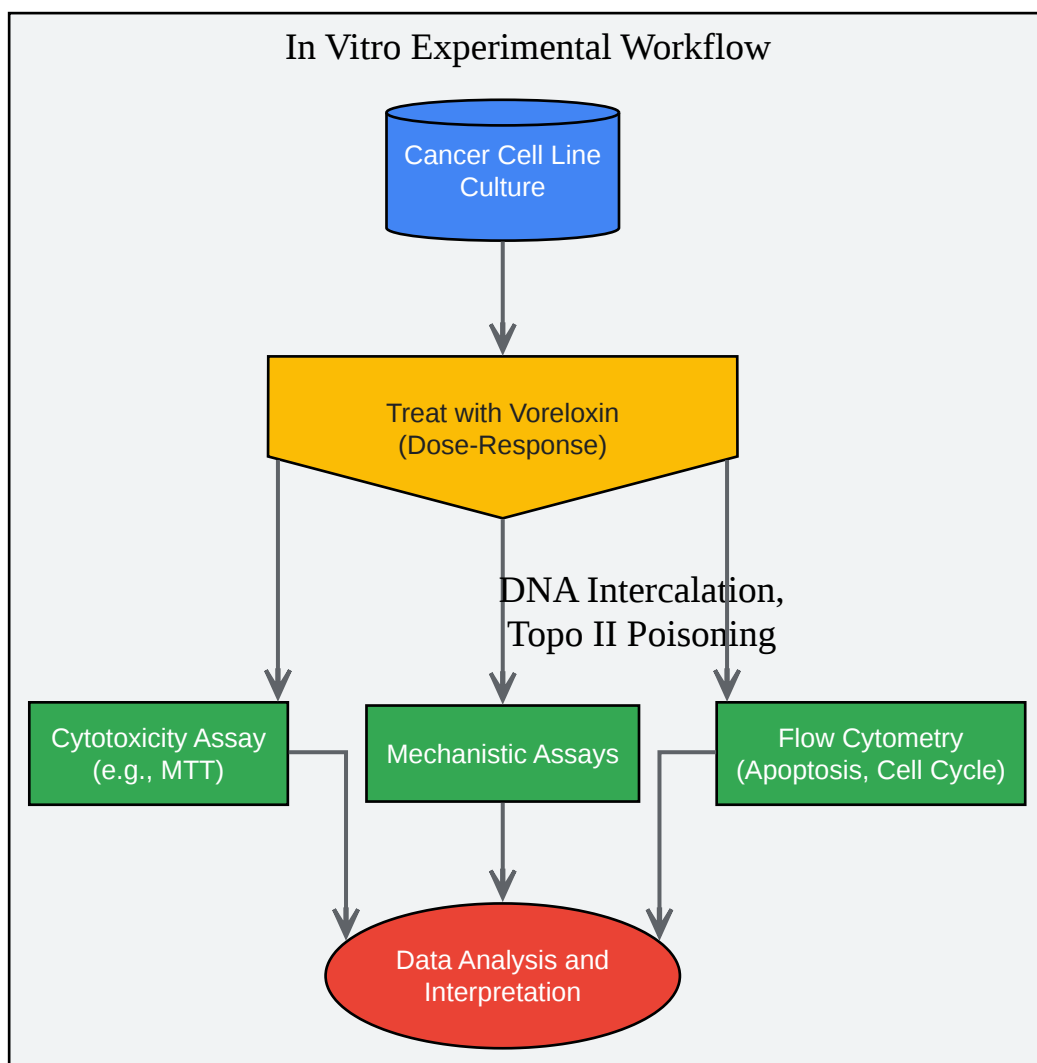 In Vitro Experimental Workflow
Cancer Cell Line
Culture
Treat with Voreloxin
(Dose-Response)
DNA Intercalation,
Topo II Poisoning
Cytotoxicity Assay
(e.g., MTT)
Mechanistic Assays
Flow Cytometry
(Apoptosis, Cell Cycle)
Data Analysis and
Interpretation